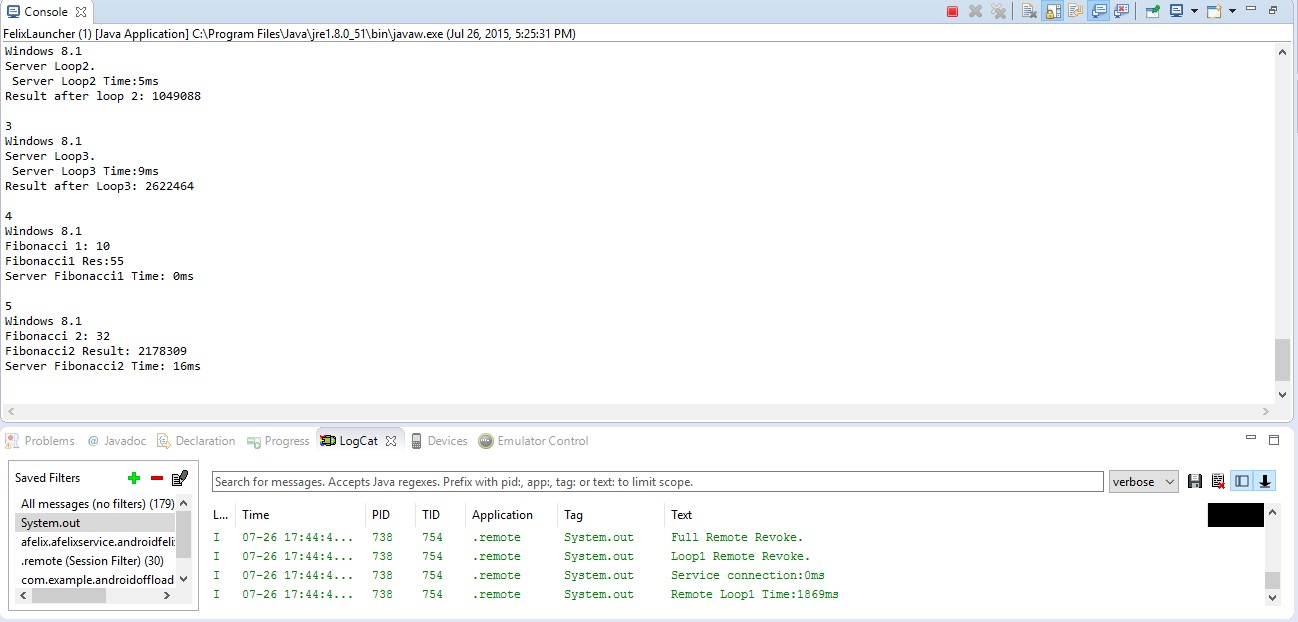 Console
FelixLauncher (1) [Java Application] C:\Program Files\Java\jre1.8.0_51\bin\javaw.exe (Jul 26, 2015, 5:25:31 PM)
Windows 8.1
Server Loop2.
 Server Loop2 Time:5ms
Result after loop 2: 1049088
3
Windows 8.1
Server Loop3.
 Server Loop3 Time:9ms
Result after Loop3: 2622464
4
Windows 8.1
Fibonacci 1: 10
Fibonacci1 Res:55
Server Fibonacci1 Time: 0ms
5
Windows 8.1
Fibonacci 2: 32
Fibonacci2 Result: 2178309
Server Fibonacci2 Time: 16ms
Problems @ Javadoc Declaration Progress LogCat Devices Emulator Control
Saved Filters
All messages (no filters) (179)
System.out
afelix.afelixservice.androidfeli
.remote (Session Filter) (30)
com.example.androidoffload
Search for messages. Accepts Java regexes. Prefix with pid:, app:, tag: or text: to limit scope.
verbose
L... Time PID TID Application Tag Text
I 07-26 17:44:4... 738 754 .remote System.out Full Remote Revoke.
I 07-26 17:44:4... 738 754 .remote System.out Loop1 Remote Revoke.
I 07-26 17:44:4... 738 754 .remote System.out Service connection:0ms
I 07-26 17:44:4... 738 754 .remote System.out Remote Loop1 Time:1869ms